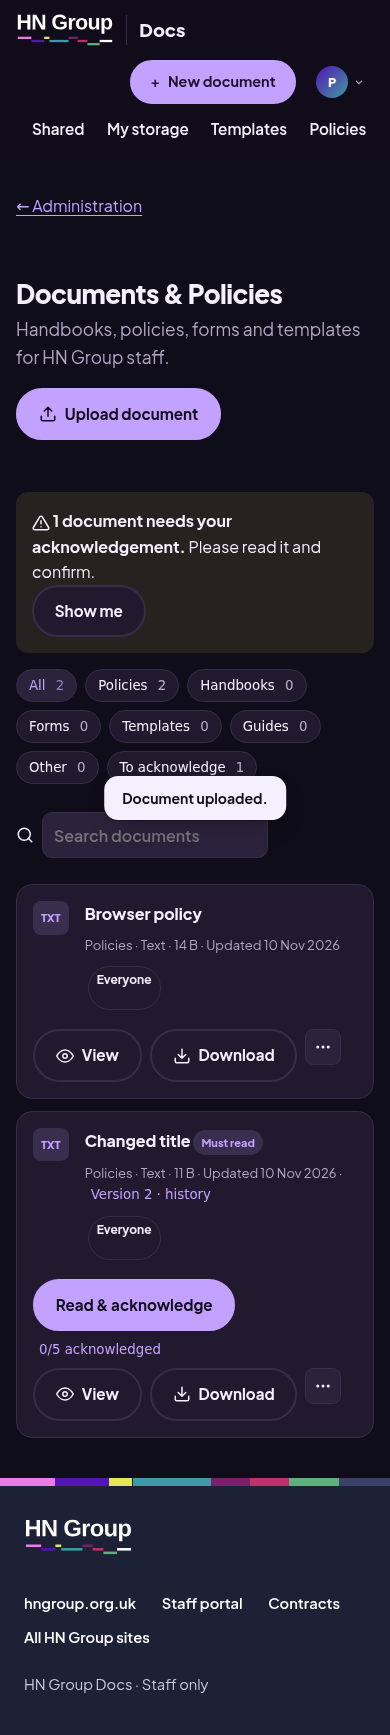 HN Group Docs
+ New document P
Shared My storage Templates Policies
← Administration
Documents & Policies
Handbooks, policies, forms and templates
for HN Group staff.
Upload document
1 document needs your
acknowledgement. Please read it and
confirm.
Show me
All 2 Policies 2 Handbooks 0
Forms 0 Templates 0 Guides 0
Other 0 To acknowledge 1
Document uploaded.
Search documents
TXT Browser policy
Policies · Text · 14 B · Updated 10 Nov 2026
Everyone
View Download ...
TXT Changed title Must read
Policies · Text · 11 B · Updated 10 Nov 2026 ·
Version 2 · history
Everyone
Read & acknowledge
0/5 acknowledged
View Download ...
HN Group
hngroup.org.uk Staff portal Contracts
All HN Group sites
HN Group Docs · Staff only